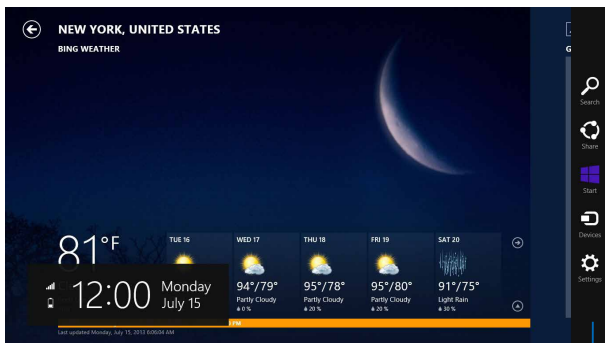 NEW YORK, UNITED STATES
BING WEATHER
Search
Share
Start
Devices
Settings
81°F
TUE 16
WED 17
94°/79°
Partly Cloudy
0 %
THU 18
95°/78°
Partly Cloudy
20 %
FRI 19
95°/80°
Partly Cloudy
20 %
SAT 20
91°/75°
Light Rain
30 %
12:00
Monday
July 15
PM
Last updated Monday, July 15, 2013 6:06:04 AM